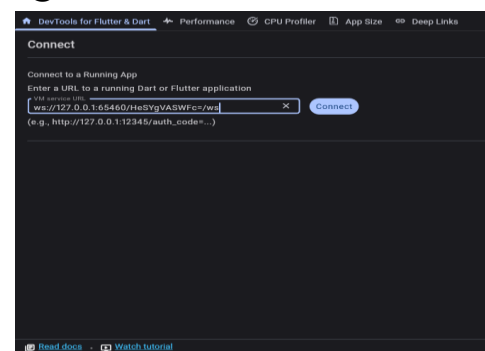 DevTools for Flutter & Dart Performance CPU Profiler App Size Deep Links
Connect
Connect to a Running App
Enter a URL to a running Dart or Flutter application
VM service URL
ws://127.0.0.1:65460/HeSYgVASWFc=/ws
Connect
(e.g., http://127.0.0.1:12345/auth_code=...)
Read docs · Watch tutorial